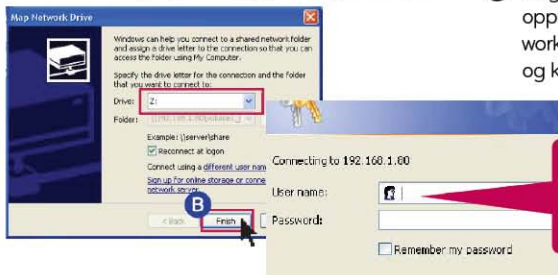 Map Network Drive
Windows can help you connect to a shared network folder
and assign a drive letter to the connection so that you can
access the folder using My Computer.
Specify the drive letter for the connection and the folder
that you want to connect to:
Drive: Z:
Folder:
Example: \\server\share
Reconnect at logon
Connect using a different user nam
Sign up for online storage or conne
network server.
B
< Back Finish
opp
work
og k
Connecting to 192.168.1.80
User name:
Password:
Remember my password